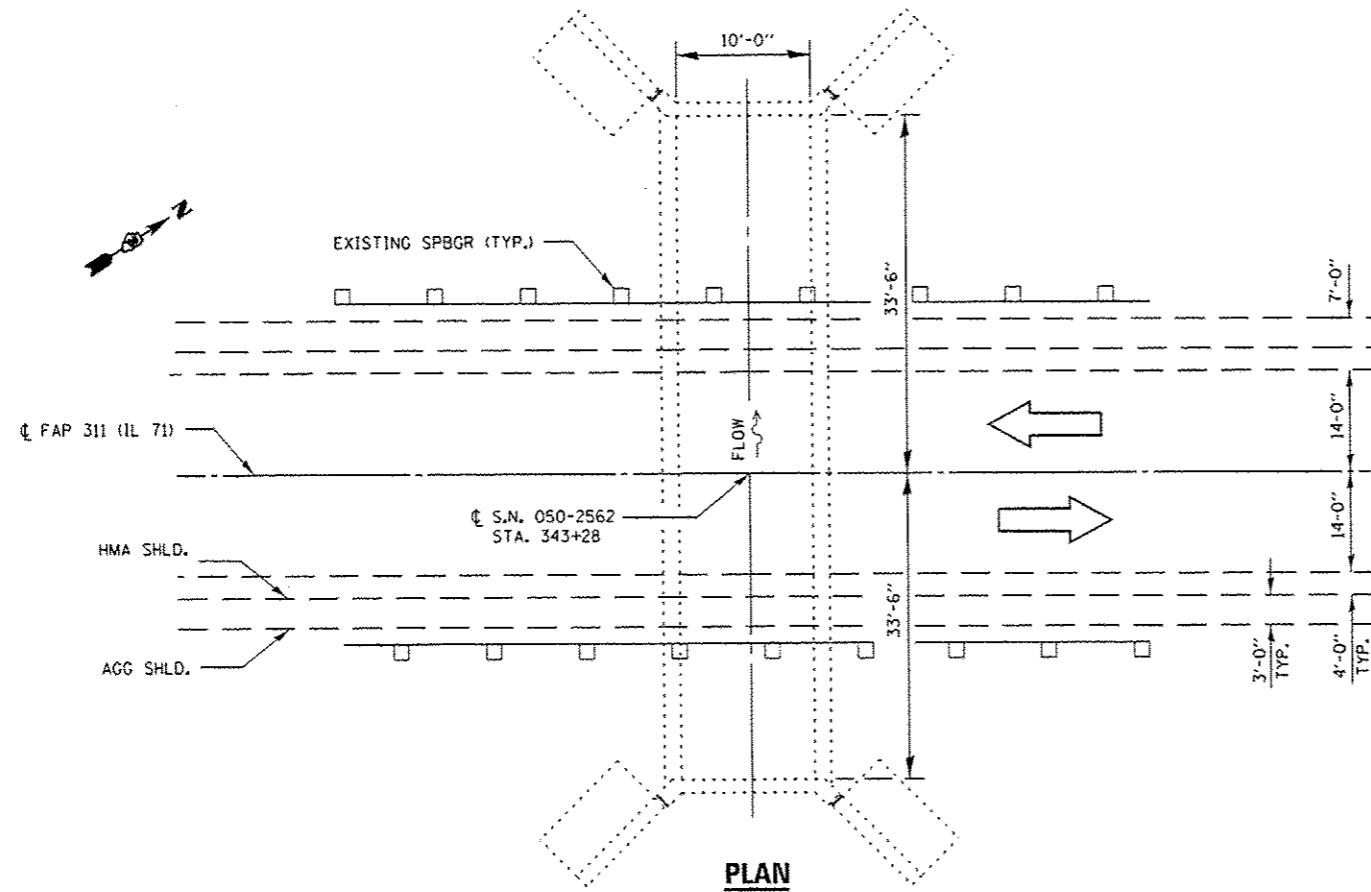 10'-0"
N
EXISTING SPBGR (TYP.)
33'-6"
7'-0"
14'-0"
℄ FAP 311 (IL 71)
FLOW
℄ S.N. 050-2562
STA. 343+28
14'-0"
HMA SHLD.
33'-6"
AGG SHLD.
3'-0"
TYP.
4'-0"
TYP.
PLAN